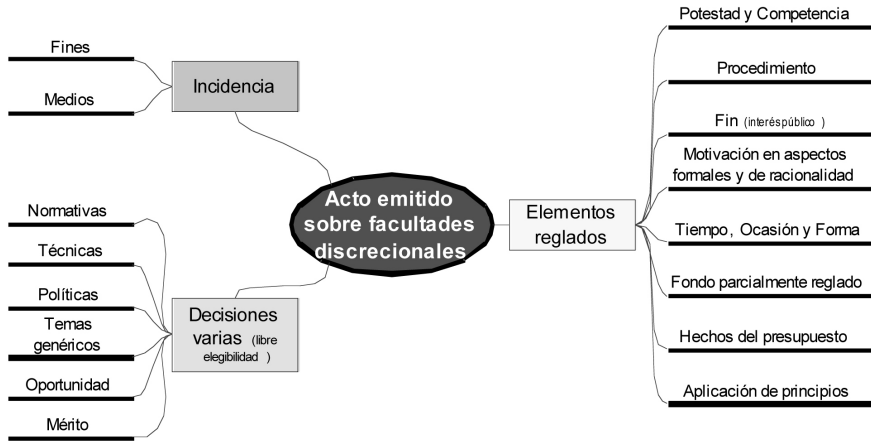 Fines
Medios
Incidencia
Normativas
Técnicas
Políticas
Temas
genéricos
Oportunidad
Mérito
Decisiones
varias (libre
elegibilidad )
Acto emitido
sobre facultades
discrecionales
Elementos
reglados
Potestad y Competencia
Procedimiento
Fin (interés público )
Motivación en aspectos
formales y de racionalidad
Tiempo, Ocasión y Forma
Fondo parcialmente reglado
Hechos del presupuesto
Aplicación de principios